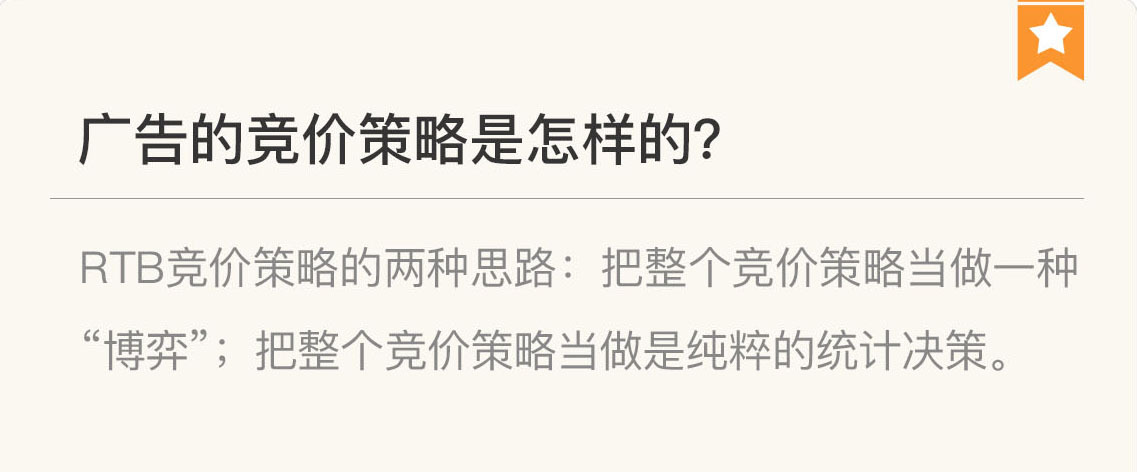 广告的竞价策略是怎样的？
RTB竞价策略的两种思路：把整个竞价策略当做一种
“博弈”；把整个竞价策略当做是纯粹的统计决策。